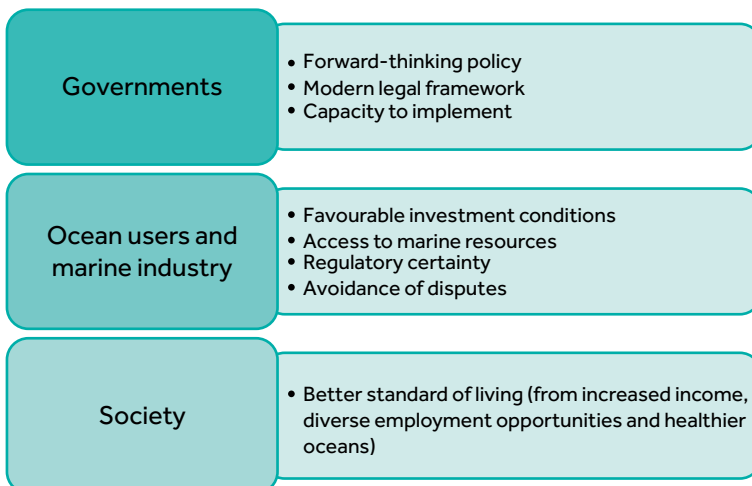 Governments
• Forward-thinking policy
• Modern legal framework
• Capacity to implement
Ocean users and
marine industry
• Favourable investment conditions
• Access to marine resources
• Regulatory certainty
• Avoidance of disputes
Society
• Better standard of living (from increased income,
diverse employment opportunities and healthier
oceans)